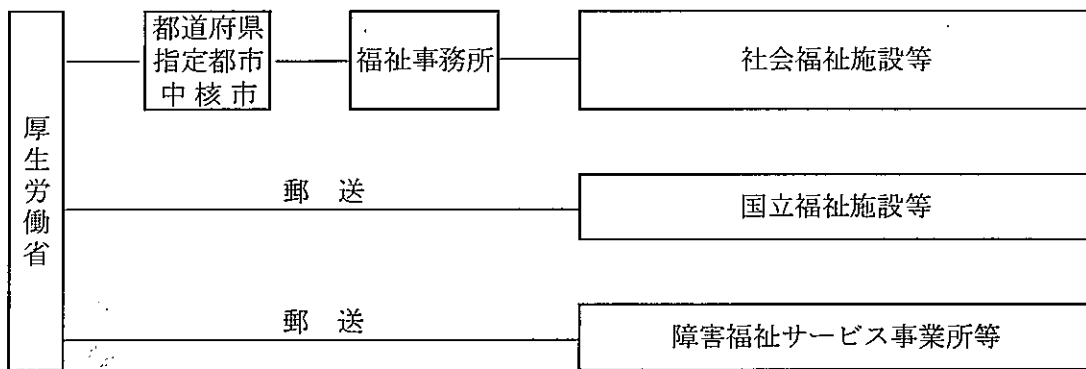 厚生労働省
都道府県
指定都市
中核市
福祉事務所
社会福祉施設等
郵送
国立福祉施設等
郵送
障害福祉サービス事業所等